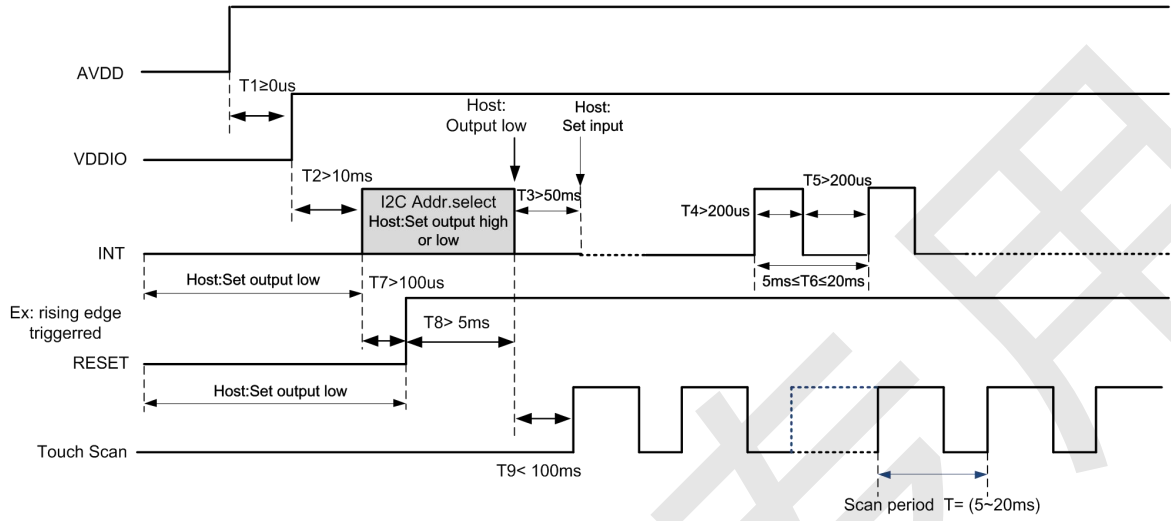 AVDD
T1≥0us
Host:
Output low
Host:
Set input
VDDIO
T2>10ms
I2C Addr.select
Host:Set output high
or low
T3>50ms
T4>200us
T5>200us
INT
Host:Set output low
T7>100us
5ms≤T6≤20ms
Ex: rising edge
triggerred
T8> 5ms
RESET
Host:Set output low
Touch Scan
T9< 100ms
Scan period T= (5~20ms)
专用